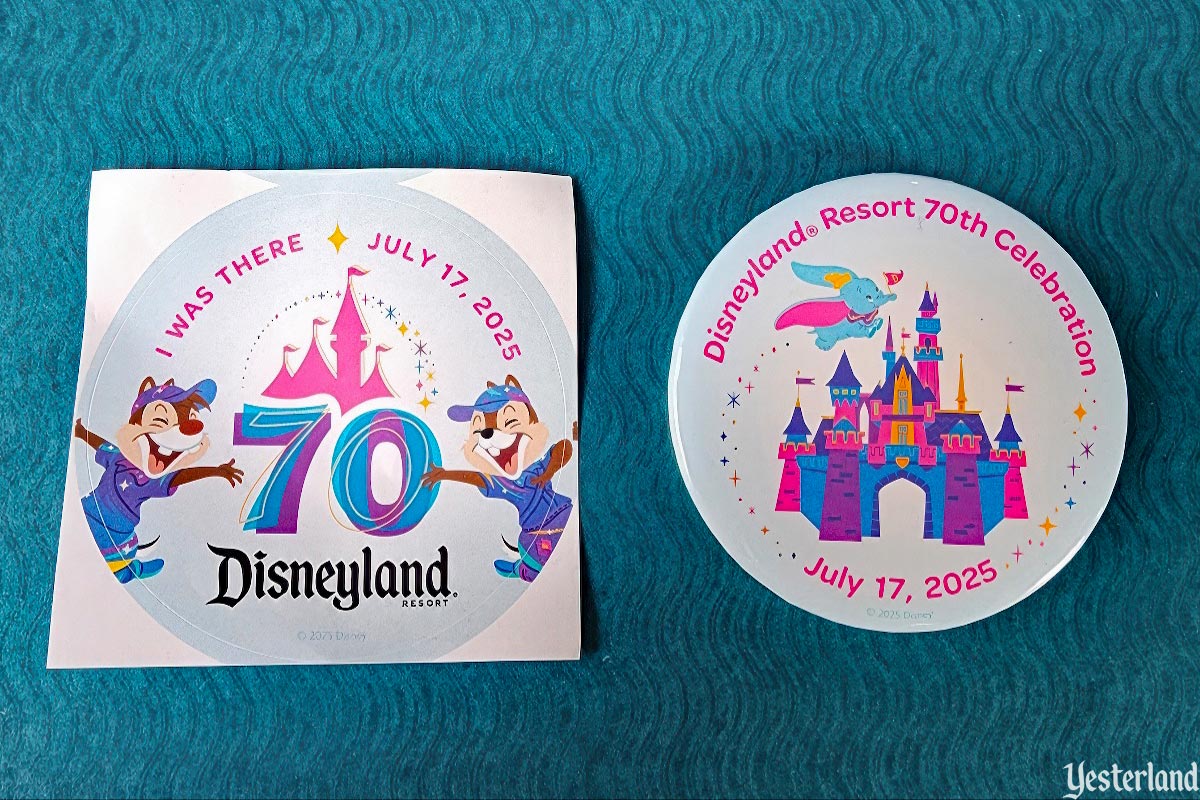 I WAS THERE JULY 17, 2025
70
Disneyland
RESORT
© 2025 Disney
Disneyland® Resort 70th Celebration
July 17, 2025
© 2025 Disney
Yesterland